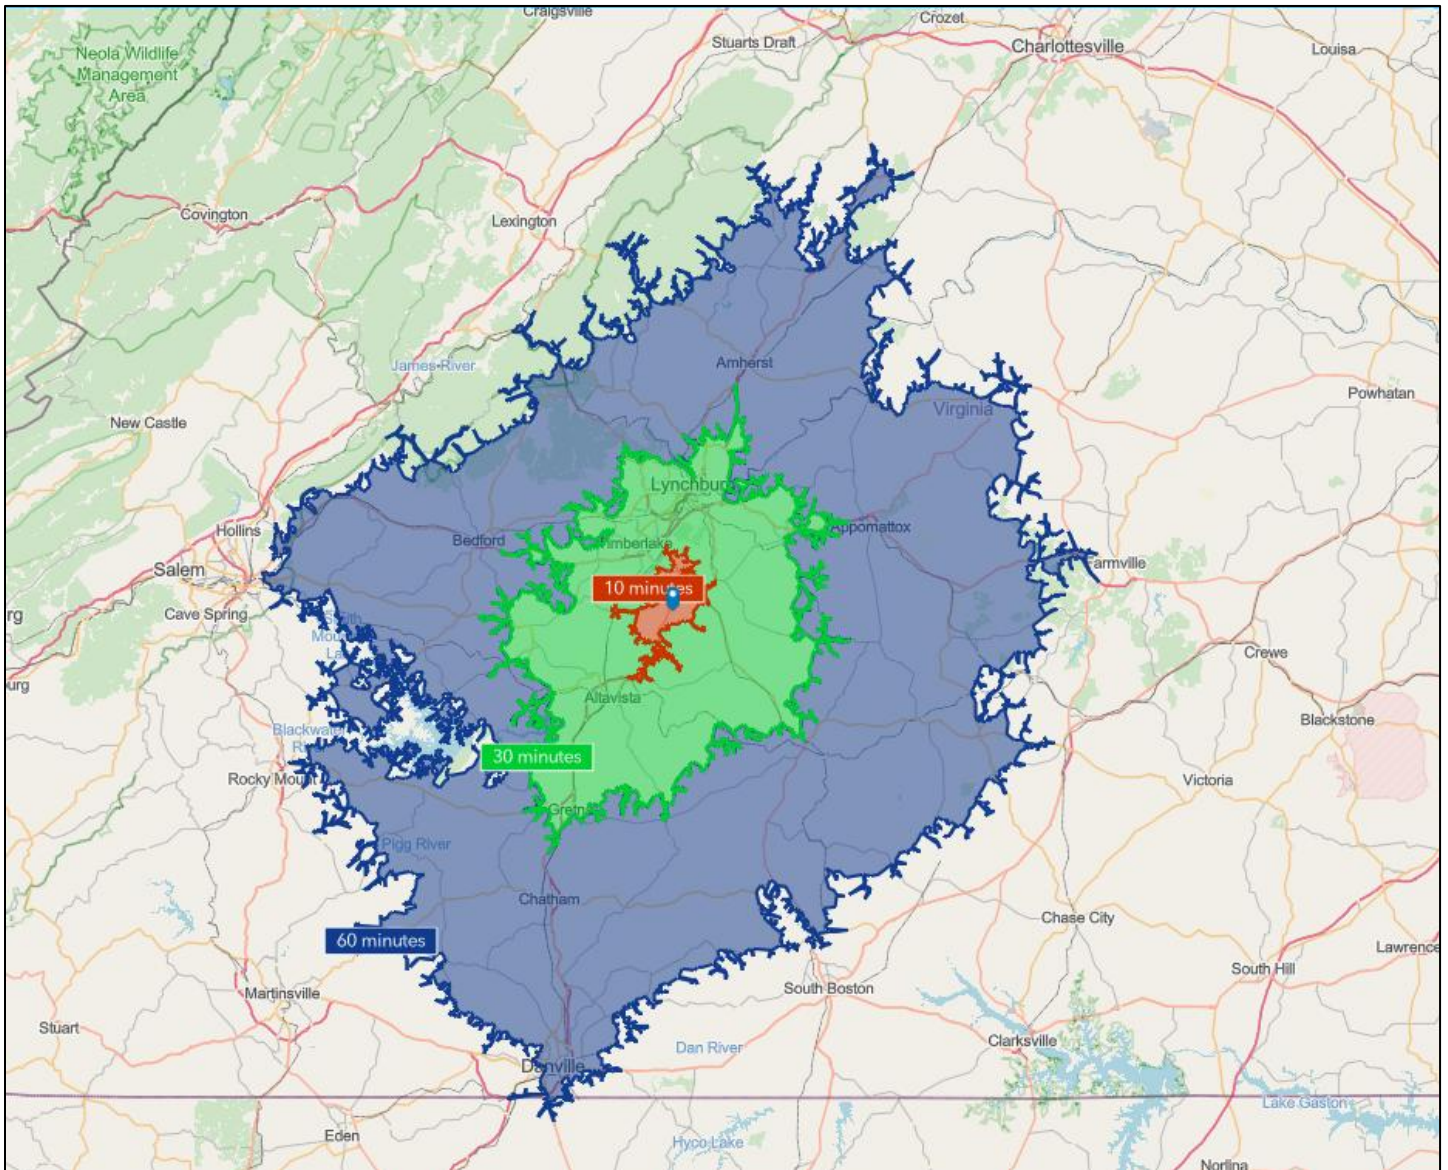 Craigsville
Crozet
Stuarts Draft
Charlottesville
Louisa
Neola Wildlife
Management
Area
Covington
Lexington
James River
Amherst
Powhatan
Virginia
New Castle
Lynchburg
Hollins
Bedford
Timberlake
Appomattox
Salem
Farmville
10 minutes
Cave Spring
rg
Crewe
urg
Altavista
Blackstone
Blackwater
30 minutes
Rocky Mount
Victoria
Gretna
Pigg River
Chatham
Chase City
60 minutes
Lawrence
South Hill
Martinsville
South Boston
Stuart
Clarksville
Dan River
Danville
Lake Gaston
Eden
Hyco Lake
Norlina